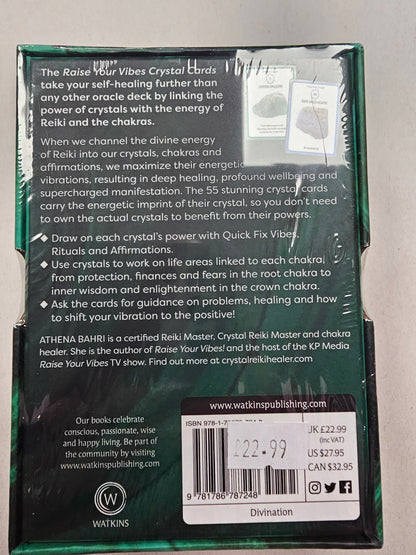 The Raise Your Vibes Crystal Cards
take your self-healing further than
any other oracle deck by linking the
power of crystals with the energy of
Reiki and the chakras.
When we channel the divine energy
of Reiki into our crystals, chakras and
affirmations, we maximize their energetic
vibrations, resulting in deep healing, profound wellbeing and
supercharged manifestation. The 55 stunning crystal cards
carry the energetic imprint of their crystal, so you don't need
to own the actual crystals to benefit from their powers.
◆ Draw on each crystal's power with Quick Fix Vibes,
Rituals and Affirmations.
◆ Use crystals to work on life areas linked to each chakra,
from protection, finances and fears in the root chakra to
inner wisdom and enlightenment in the crown chakra.
◆ Ask the cards for guidance on problems, healing and how
to shift your vibration to the positive!
ATHENA BAHRI is a certified Reiki Master, Crystal Reiki Master and chakra
healer. She is the author of Raise Your Vibes! and the host of the KP Media
Raise Your Vibes TV show. Find out more at crystalreikihealer.com
Our books celebrate
conscious, passionate, wise
and happy living. Be part of
the community by visiting
www.watkinspublishing.com
W
WATKINS
www.watkinspublishing.com
ISBN 978-1-
£22.99
9 781786 787248
UK £22.99
(inc VAT)
US $27.95
CAN $32.95
Divination